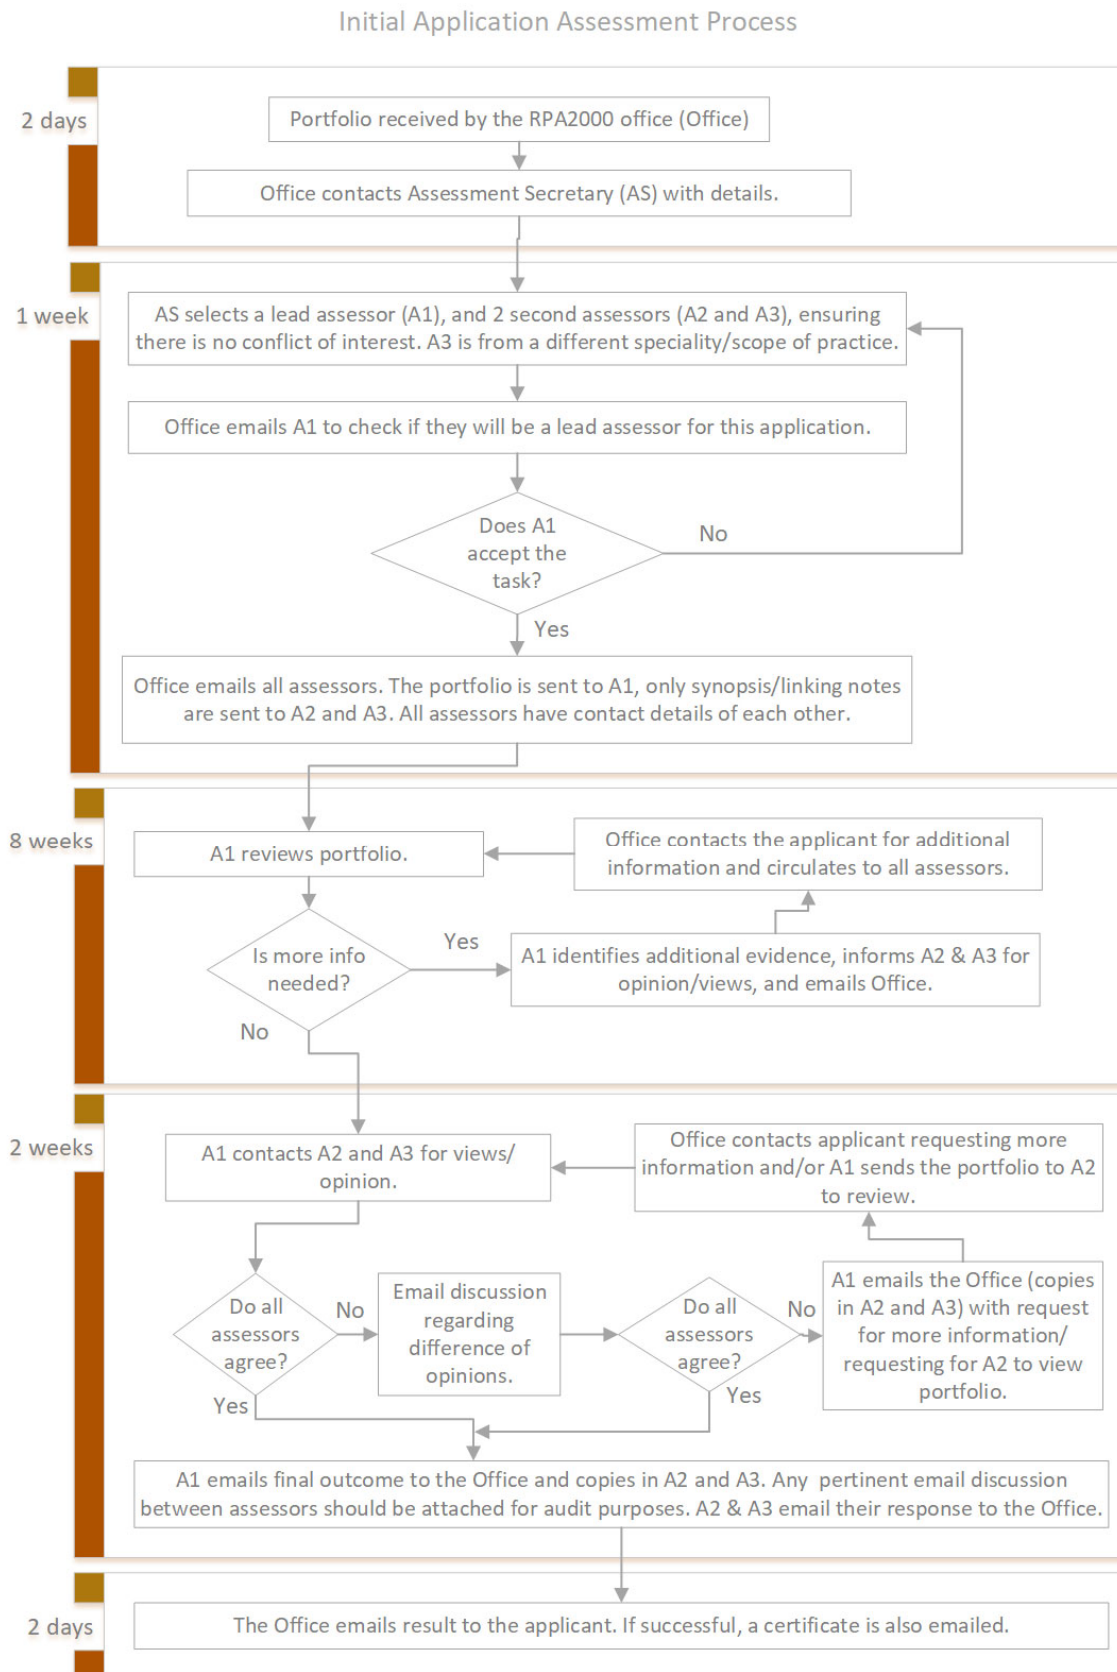 Initial Application Assessment Process
2 days
Portfolio received by the RPA2000 office (Office)
Office contacts Assessment Secretary (AS) with details.
1 week
AS selects a lead assessor (A1), and 2 second assessors (A2 and A3), ensuring
there is no conflict of interest. A3 is from a different speciality/scope of practice.
Office emails A1 to check if they will be a lead assessor for this application.
Does A1
accept the
task?
No
Yes
Office emails all assessors. The portfolio is sent to A1, only synopsis/linking notes
are sent to A2 and A3. All assessors have contact details of each other.
8 weeks
A1 reviews portfolio.
Office contacts the applicant for additional
information and circulates to all assessors.
Is more info
needed?
Yes
A1 identifies additional evidence, informs A2 & A3 for
opinion/views, and emails Office.
No
2 weeks
A1 contacts A2 and A3 for views/
opinion.
Office contacts applicant requesting more
information and/or A1 sends the portfolio to A2
to review.
Do all
assessors
agree?
No
Email discussion
regarding
difference of
opinions.
Do all
assessors
agree?
No
A1 emails the Office (copies
in A2 and A3) with request
for more information/
requesting for A2 to view
portfolio.
Yes
Yes
A1 emails final outcome to the Office and copies in A2 and A3. Any pertinent email discussion
between assessors should be attached for audit purposes. A2 & A3 email their response to the Office.
2 days
The Office emails result to the applicant. If successful, a certificate is also emailed.